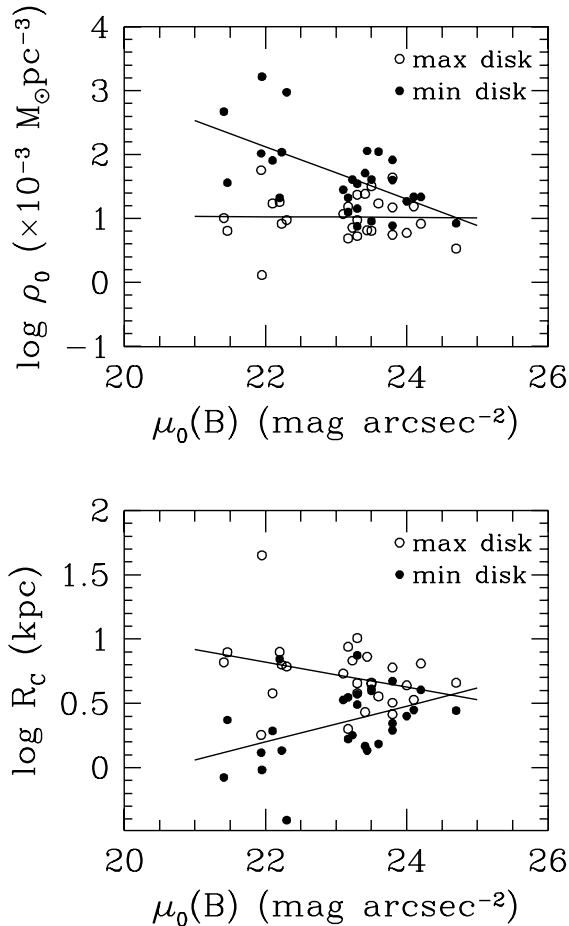 4
3
2
1
0
−1
log ρ₀ (×10⁻³ M☉pc⁻³)
max disk
min disk
20 22 24 26
μ₀(B) (mag arcsec⁻²)
2
1.5
1
0.5
0
log R_C (kpc)
max disk
min disk
20 22 24 26
μ₀(B) (mag arcsec⁻²)